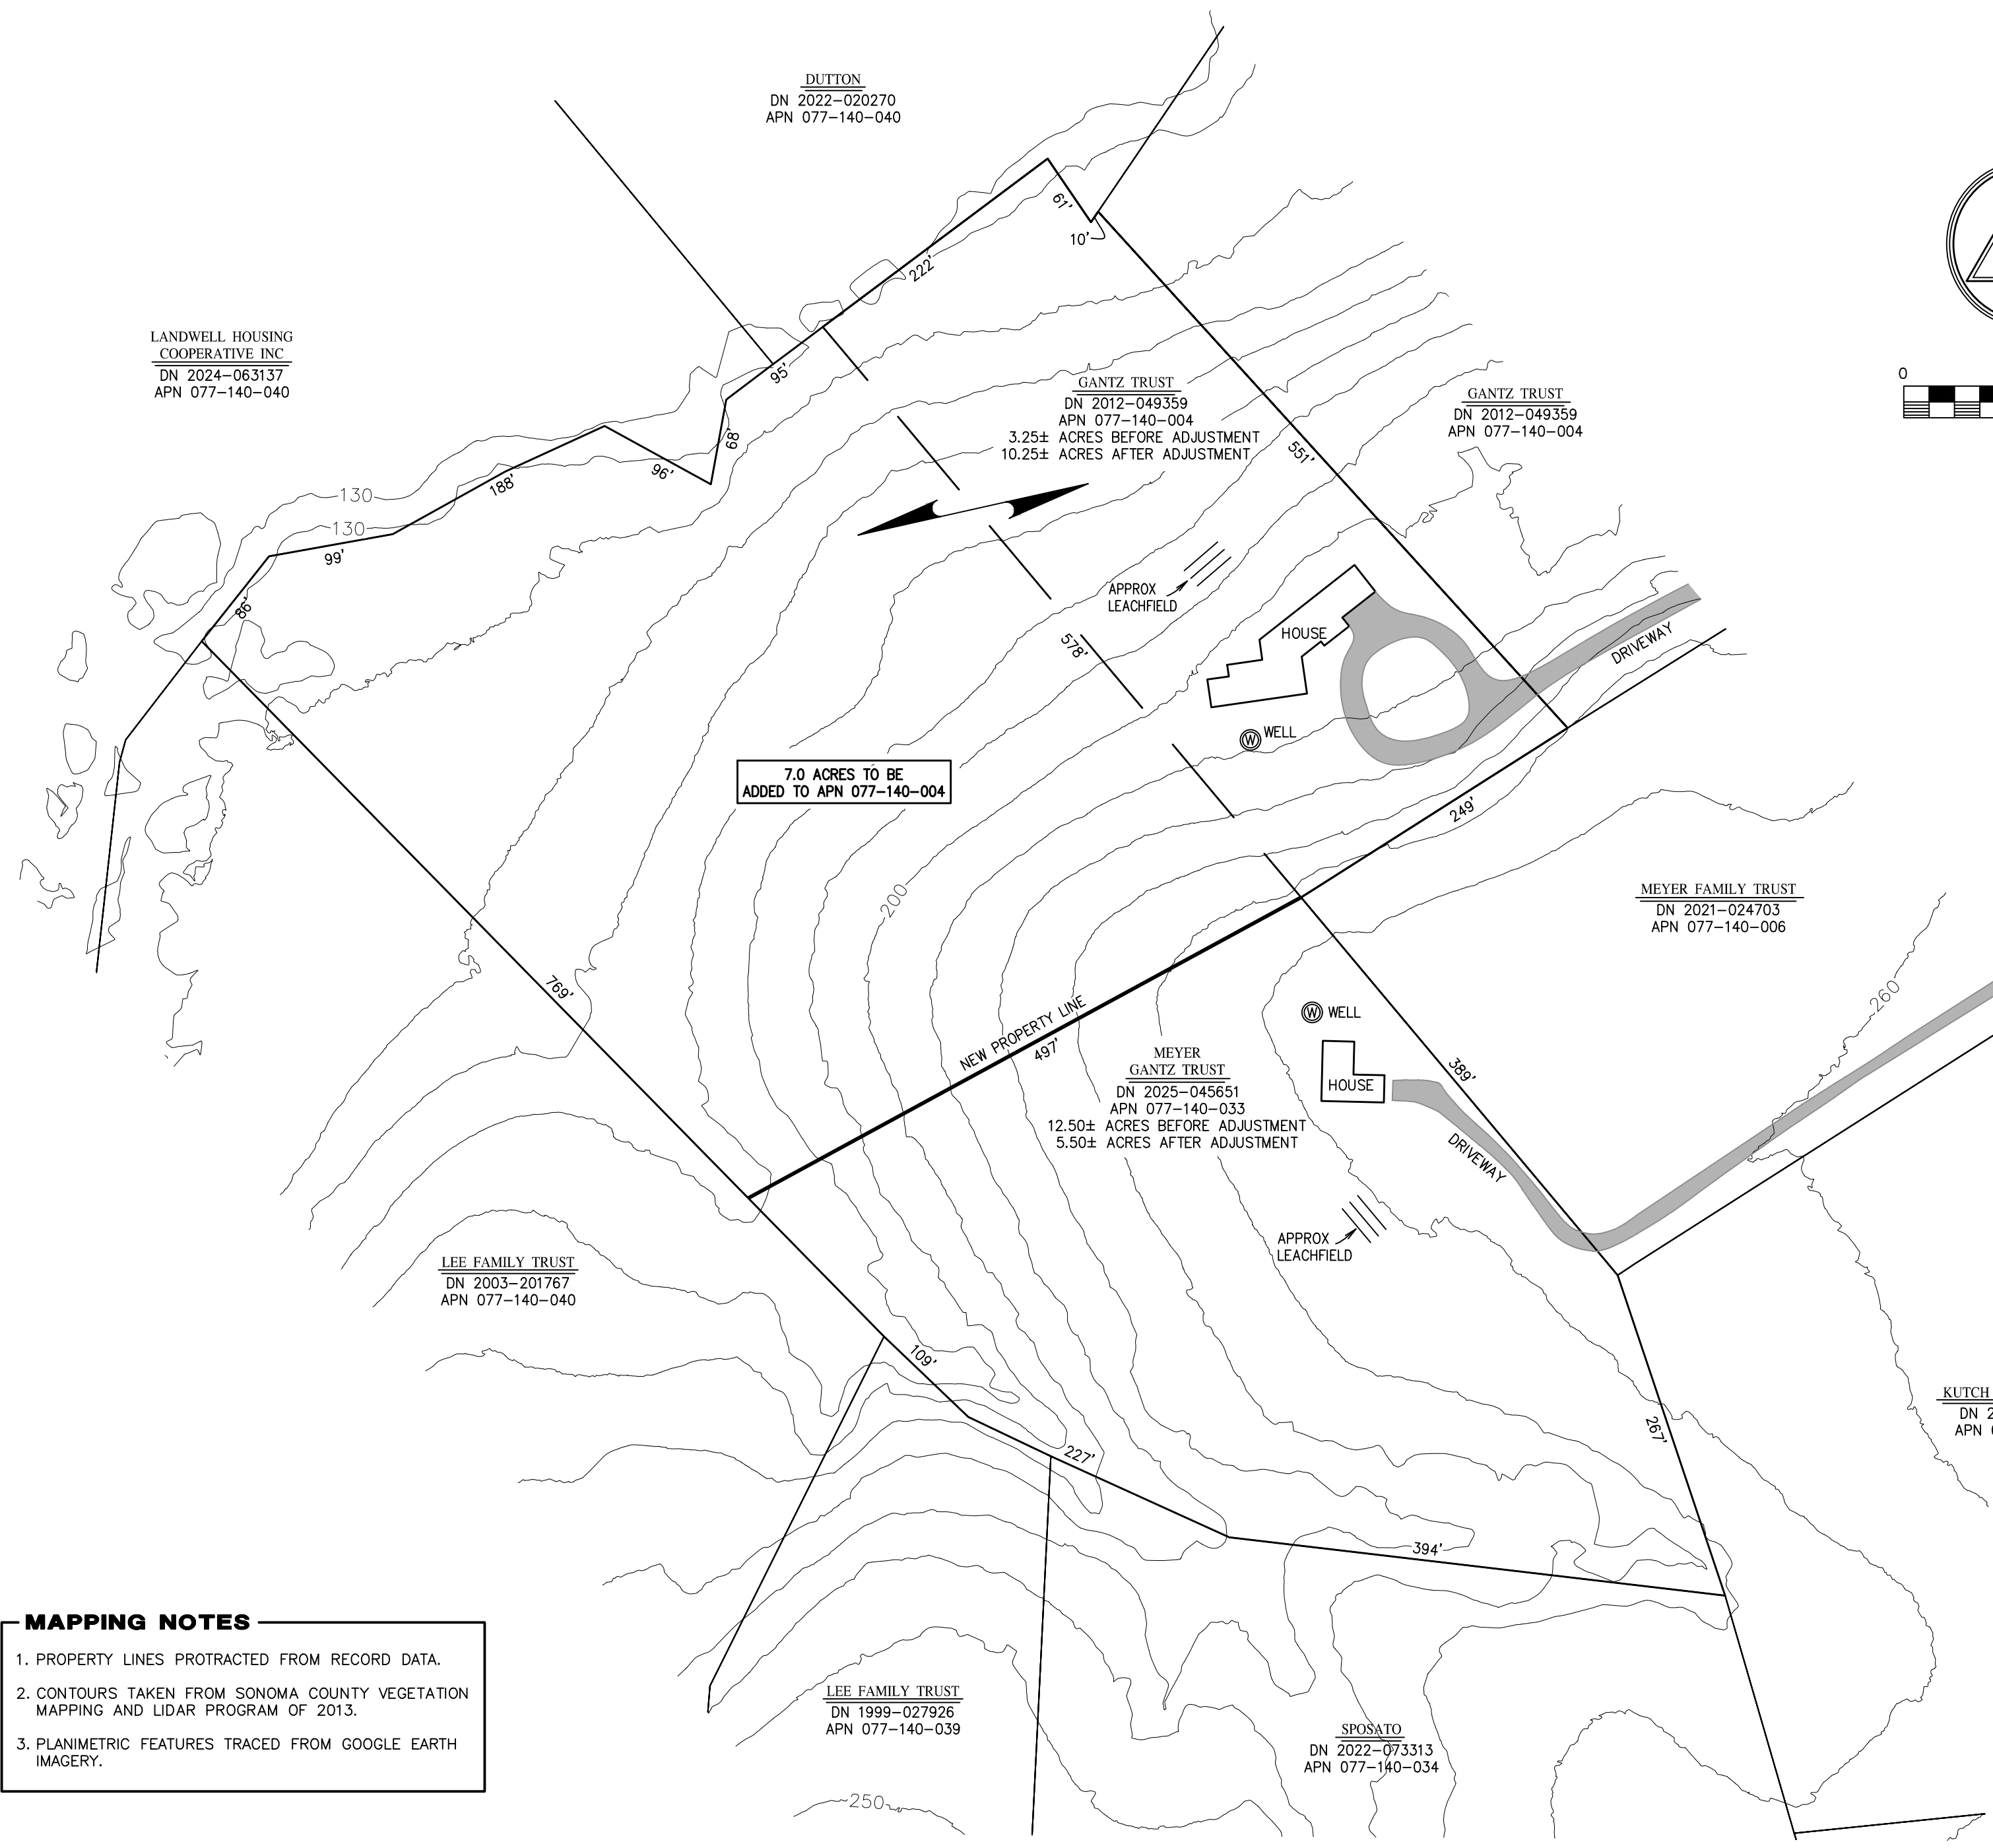 DUTTON
DN 2022-020270
APN 077-140-040
LANDWELL HOUSING
COOPERATIVE INC
DN 2024-063137
APN 077-140-040
61'
10'
222'
95'
68'
96'
188'
99'
86'
130
130
0
GANTZ TRUST
DN 2012-049359
APN 077-140-004
3.25± ACRES BEFORE ADJUSTMENT
10.25± ACRES AFTER ADJUSTMENT
GANTZ TRUST
DN 2012-049359
APN 077-140-004
551'
APPROX
LEACHFIELD
HOUSE
DRIVEWAY
578'
W WELL
7.0 ACRES TO BE
ADDED TO APN 077-140-004
249'
200
MEYER FAMILY TRUST
DN 2021-024703
APN 077-140-006
260
769'
NEW PROPERTY LINE
497'
W WELL
MEYER
GANTZ TRUST
DN 2025-045651
APN 077-140-033
12.50± ACRES BEFORE ADJUSTMENT
5.50± ACRES AFTER ADJUSTMENT
HOUSE
389'
DRIVEWAY
APPROX
LEACHFIELD
LEE FAMILY TRUST
DN 2003-201767
APN 077-140-040
109'
227'
267'
394'
KUTCH
DN 2
APN
MAPPING NOTES
1. PROPERTY LINES PROTRACTED FROM RECORD DATA.
2. CONTOURS TAKEN FROM SONOMA COUNTY VEGETATION
MAPPING AND LIDAR PROGRAM OF 2013.
3. PLANIMETRIC FEATURES TRACED FROM GOOGLE EARTH
IMAGERY.
LEE FAMILY TRUST
DN 1999-027926
APN 077-140-039
SPOSATO
DN 2022-073313
APN 077-140-034
250